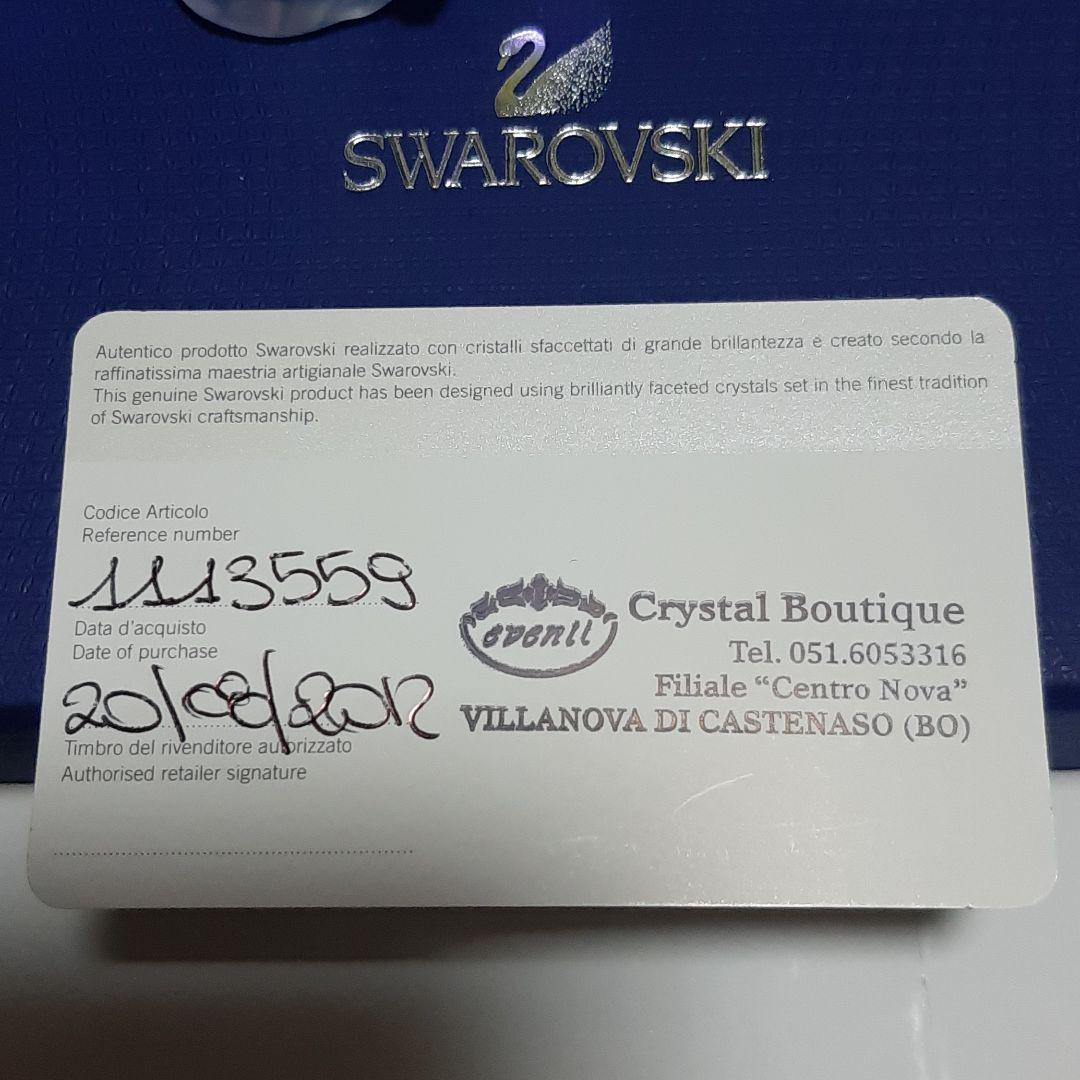 SWAROVSKI
Autentico prodotto Swarovski realizzato con cristalli sfaccettati di grande brillantezza e creato secondo la
raffinatissima maestria artigianale Swarovski.
This genuine Swarovski product has been designed using brilliantly faceted crystals set in the finest tradition
of Swarovski craftsmanship.
Codice Articolo
Reference number
1113559
Data d'acquisto
Date of purchase
20/08/2012
Timbro del rivenditore autorizzato
Authorised retailer signature
eventi
Crystal Boutique
Tel. 051.6053316
Filiale "Centro Nova"
VILLANOVA DI CASTENASO (BO)